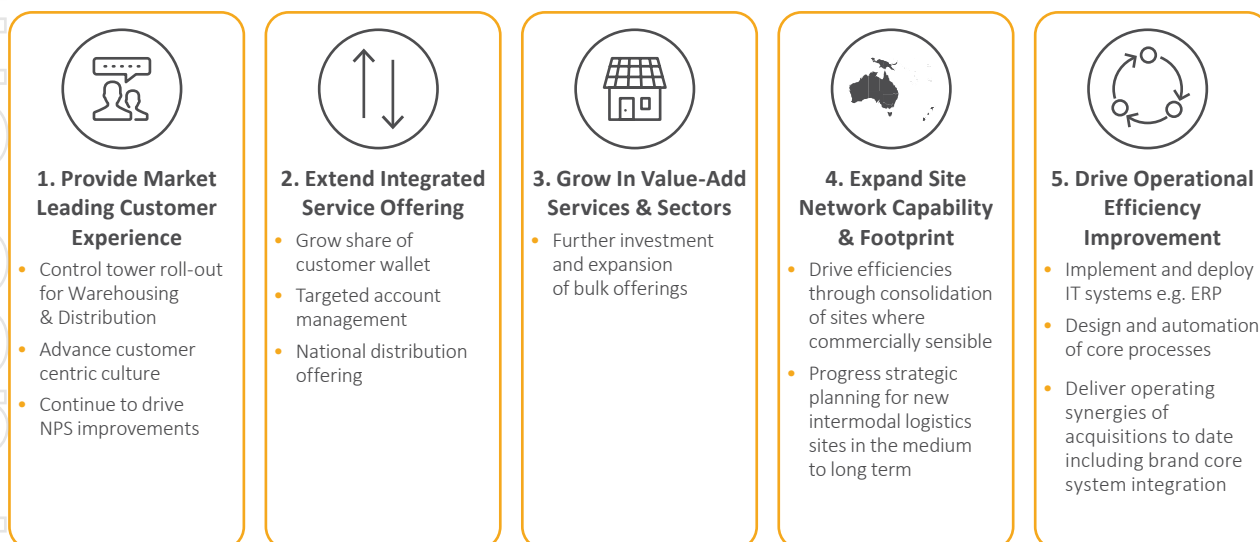 1. Provide Market
Leading Customer
Experience
• Control tower roll-out
for Warehousing
& Distribution
• Advance customer
centric culture
• Continue to drive
NPS improvements
2. Extend Integrated
Service Offering
• Grow share of
customer wallet
• Targeted account
management
• National distribution
offering
3. Grow In Value-Add
Services & Sectors
• Further investment
and expansion
of bulk offerings
4. Expand Site
Network Capability
& Footprint
• Drive efficiencies
through consolidation
of sites where
commercially sensible
• Progress strategic
planning for new
intermodal logistics
sites in the medium
to long term
5. Drive Operational
Efficiency
Improvement
• Implement and deploy
IT systems e.g. ERP
• Design and automation
of core processes
• Deliver operating
synergies of
acquisitions to date
including brand core
system integration